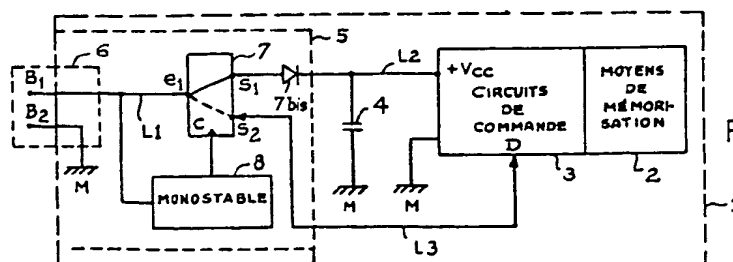 6
5
7
B1
B2
e1
S1
S2
C
7bis
L1
L2
4
+Vcc
CIRCUITS
DE
COMMANDE
D
MOYENS
DE
MÉMORI-
SATION
M
MONOSTABLE
8
M
M
3
L2
L3